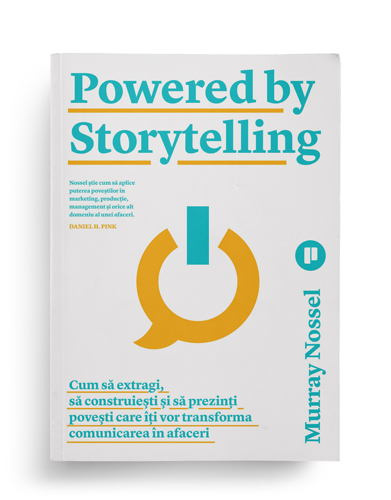 Powered by
Storytelling
Nossel știe cum să aplice
puterea poveștilor în
marketing, producție,
management și orice alt
domeniu al unei afaceri.
DANIEL H. PINK
Murray Nossel
Cum să extragi,
să construiești și să prezinți
povești care îți vor transforma
comunicarea în afaceri